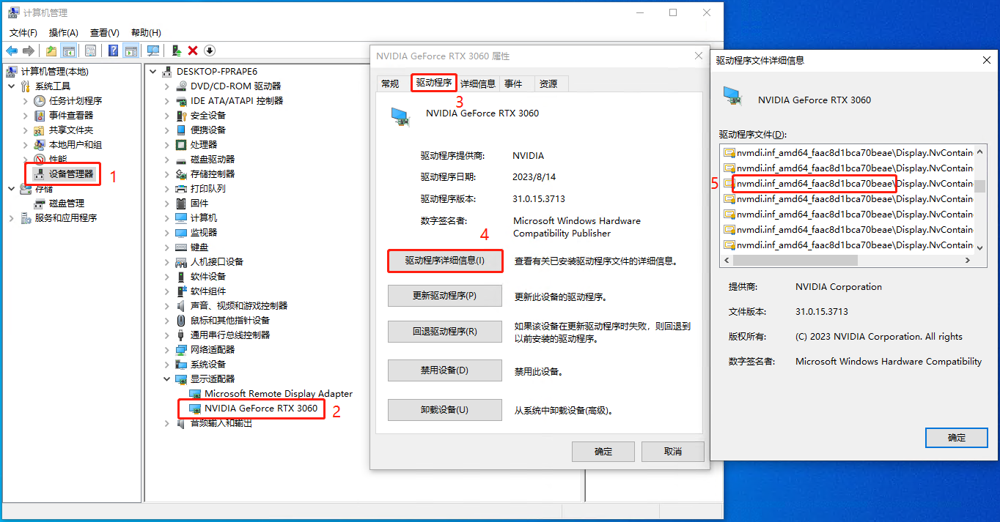 计算机管理
文件(F) 操作(A) 查看(V) 帮助(H)
计算机管理(本地)
系统工具
任务计划程序
事件查看器
共享文件夹
本地用户和组
性能
设备管理器
1
存储
磁盘管理
服务和应用程序
DESKTOP-FPRAPE6
DVD/CD-ROM 驱动器
IDE ATA/ATAPI 控制器
安全设备
便携设备
处理器
磁盘驱动器
存储控制器
打印队列
固件
计算机
监视器
键盘
人机接口设备
软件设备
软件组件
声音、视频和游戏控制器
鼠标和其他指针设备
通用串行总线控制器
网络适配器
系统设备
显示适配器
Microsoft Remote Display Adapter
NVIDIA GeForce RTX 3060
2
音频输入和输出
NVIDIA GeForce RTX 3060 属性
常规 驱动程序 详细信息 事件 资源
3
NVIDIA GeForce RTX 3060
驱动程序提供商: NVIDIA
驱动程序日期: 2023/8/14
驱动程序版本: 31.0.15.3713
数字签名者: Microsoft Windows Hardware
Compatibility Publisher
4
驱动程序详细信息(I) 查看有关已安装驱动程序文件的详细信息。
更新驱动程序(P) 更新此设备的驱动程序。
回退驱动程序(R) 如果该设备在更新驱动程序时失败，则回退到
以前安装的驱动程序。
禁用设备(D) 禁用此设备。
卸载设备(U) 从系统中卸载设备(高级)。
确定 取消
驱动程序文件详细信息
NVIDIA GeForce RTX 3060
驱动程序文件(D):
nvmdi.inf_amd64_faac8d1bca70beae\Display.NvContain
nvmdi.inf_amd64_faac8d1bca70beae\Display.NvContain
5 nvmdi.inf_amd64_faac8d1bca70beae\Display.NvContain
nvmdi.inf_amd64_faac8d1bca70beae\Display.NvContain
nvmdi.inf_amd64_faac8d1bca70beae\Display.NvContain
nvmdi.inf_amd64_faac8d1bca70beae\Display.NvContain
nvmdi.inf_amd64_faac8d1bca70beae\Display.NvContain
提供商: NVIDIA Corporation
文件版本: 31.0.15.3713
版权所有: (C) 2023 NVIDIA Corporation. All rights
数字签名者: Microsoft Windows Hardware Compatibility
确定